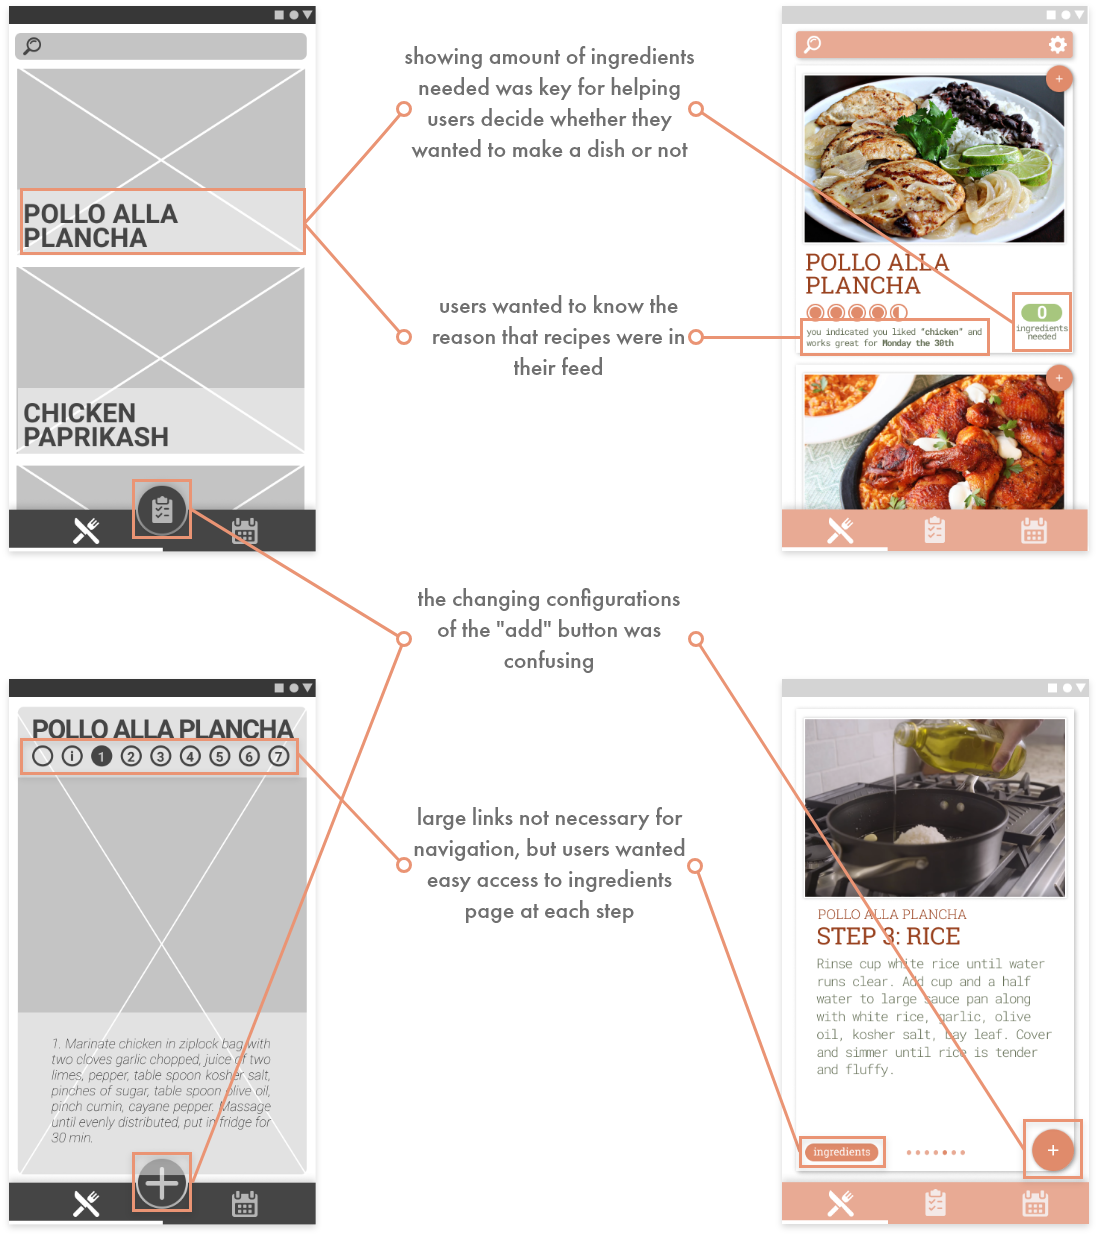 showing amount of ingredients
needed was key for helping
users decide whether they
wanted to make a dish or not
POLLO ALLA
PLANCHA
users wanted to know the
reason that recipes were in
their feed
CHICKEN
PAPRIKASH
POLLO ALLA
PLANCHA
you indicated you liked "chicken" and
works great for Monday the 30th
0
ingredients
needed
+
+
the changing configurations
of the "add" button was
confusing
POLLO ALLA PLANCHA
i 1 2 3 4 5 6 7
large links not necessary for
navigation, but users wanted
easy access to ingredients
page at each step
1. Marinate chicken in ziplock bag with
two cloves garlic chopped, juice of two
limes, pepper, table spoon kosher salt,
pinches of sugar, table spoon olive oil,
pinch cumin, cayane pepper. Massage
until evenly distributed, put in fridge for
30 min.
POLLO ALLA PLANCHA
STEP 3: RICE
Rinse cup white rice until water
runs clear. Add cup and a half
water to large sauce pan along
with white rice, garlic, olive
oil, kosher salt, bay leaf. Cover
and simmer until rice is tender
and fluffy.
ingredients
+